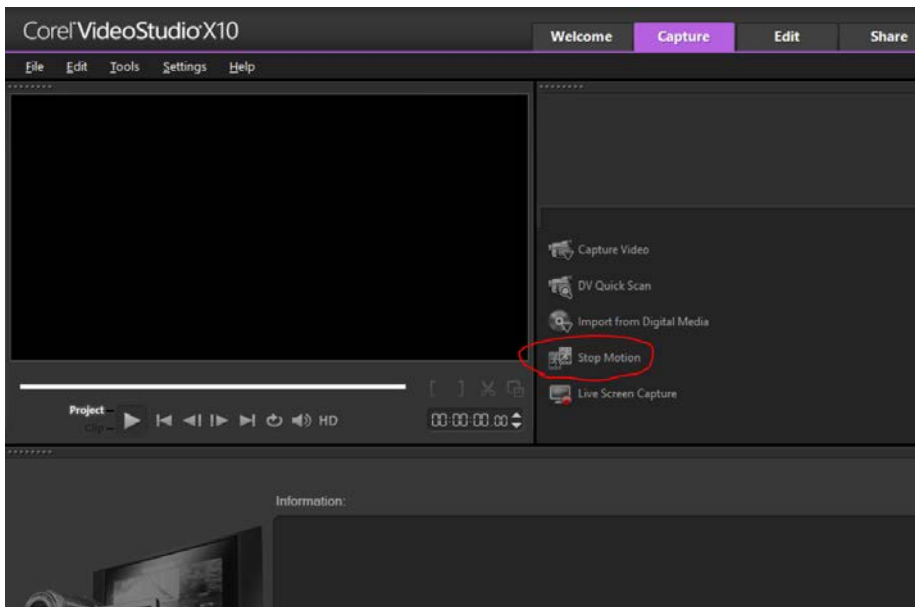 Corel VideoStudio X10
Welcome Capture Edit Share
File Edit Tools Settings Help
Capture Video
DV Quick Scan
Import from Digital Media
Stop Motion
Live Screen Capture
Project
Clip
HD
00:00:00.00
Information: